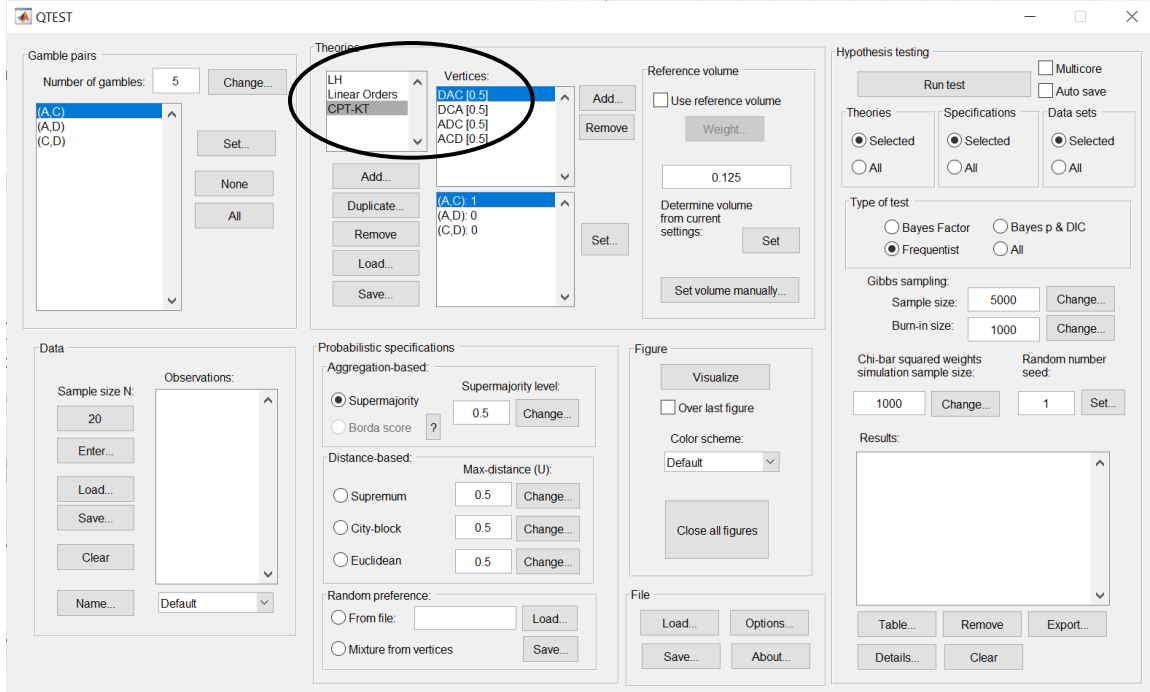 QTEST
Gamble pairs
Number of gambles: 5 Change...
(A,C)
(A,D)
(C,D)
Set...
None
All
Theories
LH
Linear Orders
CPT-KT
Add...
Duplicate...
Remove
Load...
Save...
Vertices:
DAC [0.5]
DCA [0.5]
ADC [0.5]
ACD [0.5]
Add...
Remove
(A,C): 1
(A,D): 0
(C,D): 0
Set...
Reference volume
Use reference volume
Weight...
0.125
Determine volume
from current
settings:
Set
Set volume manually...
Hypothesis testing
Run test
Multicore
Auto save
Theories
Selected
All
Specifications
Selected
All
Data sets
Selected
All
Type of test
Bayes Factor
Bayes p & DIC
Frequentist
All
Gibbs sampling:
Sample size: 5000 Change...
Burn-in size: 1000 Change...
Chi-bar squared weights
simulation sample size:
1000 Change...
Random number
seed:
1 Set...
Results:
Table...
Remove
Export...
Details...
Clear
Data
Sample size N:
20
Enter...
Load...
Save...
Clear
Name...
Observations:
Default
Probabilistic specifications
Aggregation-based:
Supermajority
Borda score ?
Supermajority level:
0.5 Change...
Distance-based:
Max-distance (U):
Supremum 0.5 Change...
City-block 0.5 Change...
Euclidean 0.5 Change...
Random preference:
From file: Load...
Mixture from vertices Save...
Figure
Visualize
Over last figure
Color scheme:
Default
Close all figures
File
Load...
Options...
Save...
About...